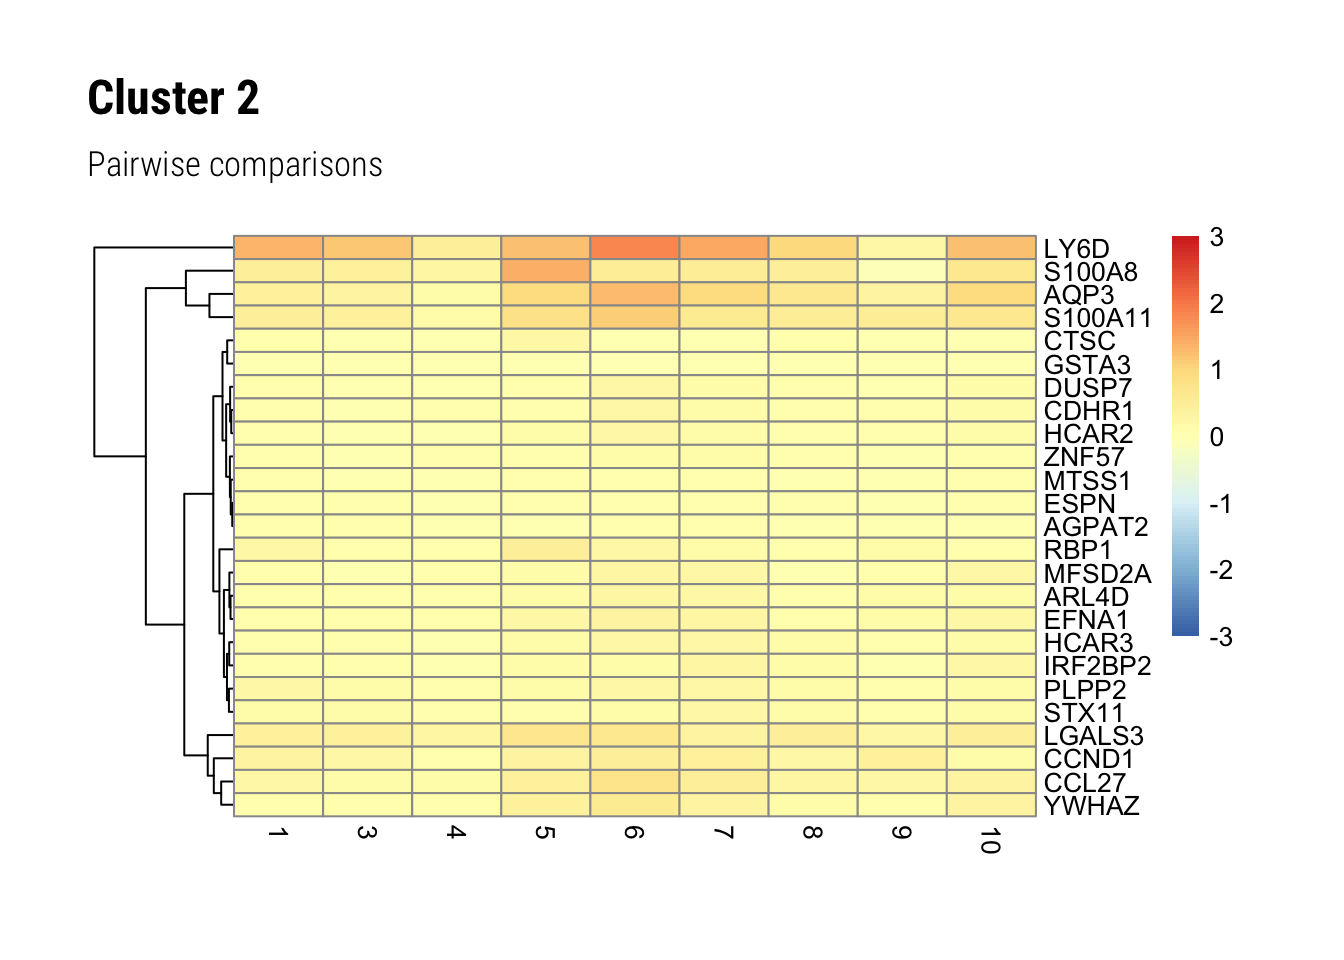 Cluster 2
Pairwise comparisons
LY6D
S100A8
AQP3
S100A11
CTSC
GSTA3
DUSP7
CDHR1
HCAR2
ZNF57
MTSS1
ESPN
AGPAT2
RBP1
MFSD2A
ARL4D
EFNA1
HCAR3
IRF2BP2
PLPP2
STX11
LGALS3
CCND1
CCL27
YWHAZ
3
2
1
0
-1
-2
-3
1 3 4 5 6 7 8 9 10